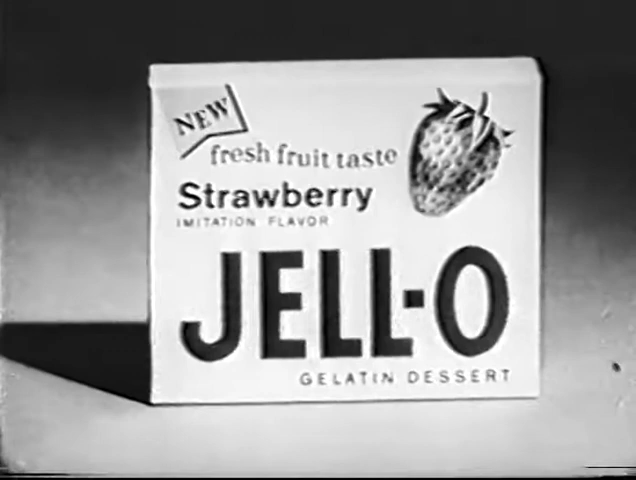 NEW
fresh fruit taste
Strawberry
IMITATION FLAVOR
JELL-O
GELATIN DESSERT